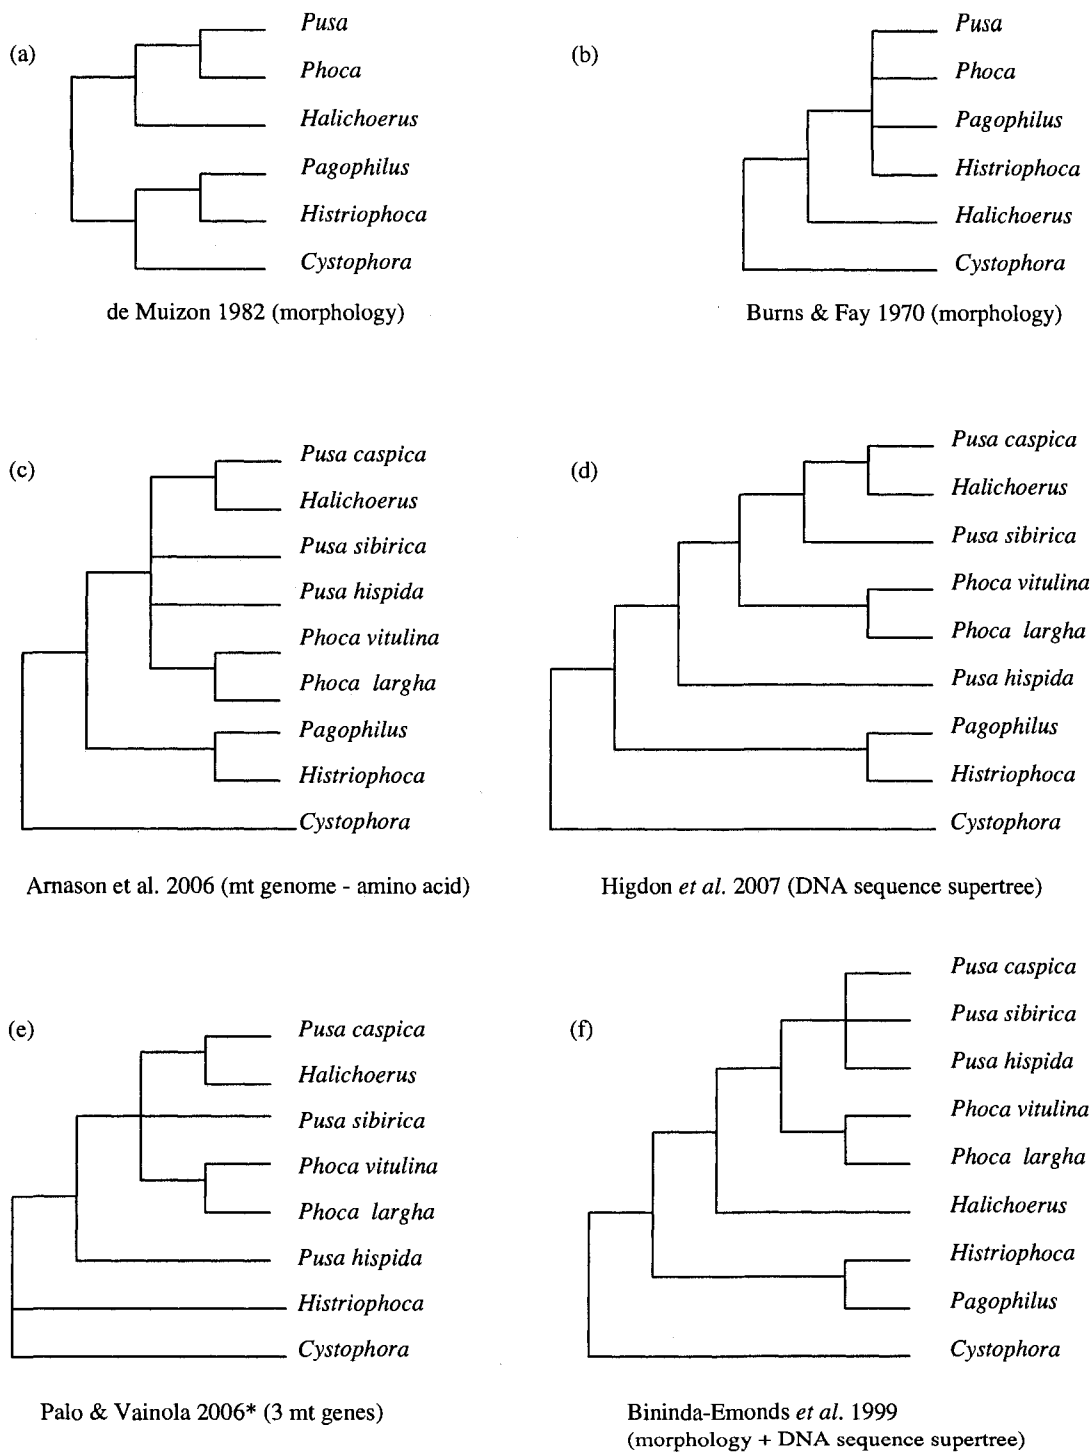 (a)
Pusa
Phoca
Halichoerus
Pagophilus
Histriophoca
Cystophora
de Muizon 1982 (morphology)
(b)
Pusa
Phoca
Pagophilus
Histriophoca
Halichoerus
Cystophora
Burns & Fay 1970 (morphology)
(c)
Pusa caspica
Halichoerus
Pusa sibirica
Pusa hispida
Phoca vitulina
Phoca largha
Pagophilus
Histriophoca
Cystophora
Arnason et al. 2006 (mt genome - amino acid)
(d)
Pusa caspica
Halichoerus
Pusa sibirica
Phoca vitulina
Phoca largha
Pusa hispida
Pagophilus
Histriophoca
Cystophora
Higdon et al. 2007 (DNA sequence supertree)
(e)
Pusa caspica
Halichoerus
Pusa sibirica
Phoca vitulina
Phoca largha
Pusa hispida
Histriophoca
Cystophora
Palo & Vainola 2006* (3 mt genes)
(f)
Pusa caspica
Pusa sibirica
Pusa hispida
Phoca vitulina
Phoca largha
Halichoerus
Histriophoca
Pagophilus
Cystophora
Bininda-Emonds et al. 1999
(morphology + DNA sequence supertree)